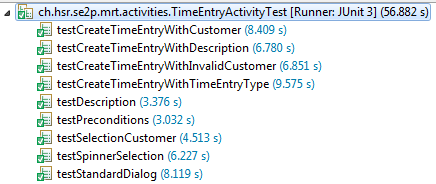 ch.hsr.se2p.mrt.activities.TimeEntryActivityTest [Runner: JUnit 3] (56.882 s)
testCreateTimeEntryWithCustomer (8.409 s)
testCreateTimeEntryWithDescription (6.780 s)
testCreateTimeEntryWithInvalidCustomer (6.851 s)
testCreateTimeEntryWithTimeEntryType (9.575 s)
testDescription (3.376 s)
testPreconditions (3.032 s)
testSelectionCustomer (4.513 s)
testSpinnerSelection (6.227 s)
testStandardDialog (8.119 s)